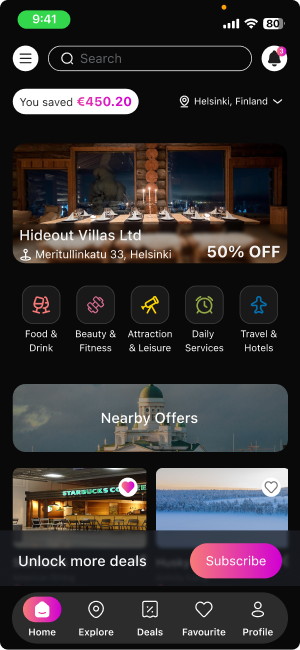 9:41
80
Search
3
You saved €450.20
Helsinki, Finland
Hideout Villas Ltd
Meritullinkatu 33, Helsinki
50% OFF
Food & Drink
Beauty & Fitness
Attraction & Leisure
Daily Services
Travel & Hotels
Nearby Offers
STARBUCKS
Unlock more deals
Subscribe
Home
Explore
Deals
Favourite
Profile